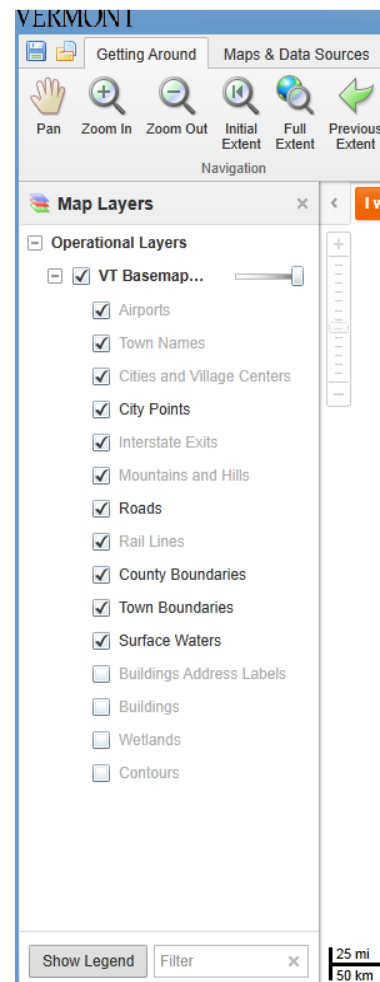 VERMONT
Getting Around Maps & Data Sources
Pan Zoom In Zoom Out Initial Extent Full Extent Previous Extent
Navigation
Map Layers
I w
Operational Layers
VT Basemap...
Airports
Town Names
Cities and Village Centers
City Points
Interstate Exits
Mountains and Hills
Roads
Rail Lines
County Boundaries
Town Boundaries
Surface Waters
Buildings Address Labels
Buildings
Wetlands
Contours
Show Legend Filter
25 mi
50 km